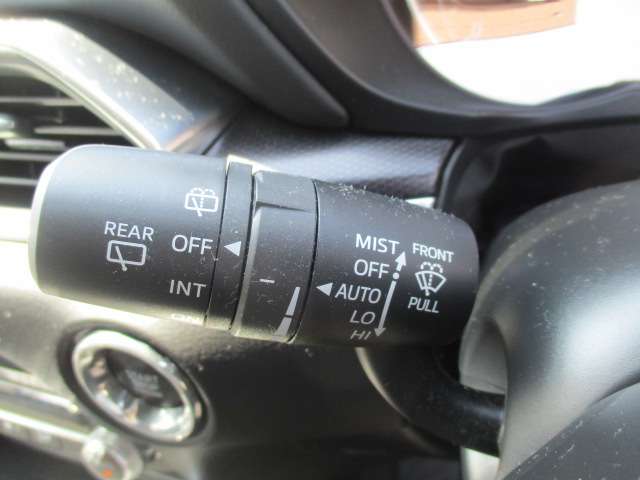 REAR
OFF
INT
MIST
OFF
AUTO
LO
HI
FRONT
PULL